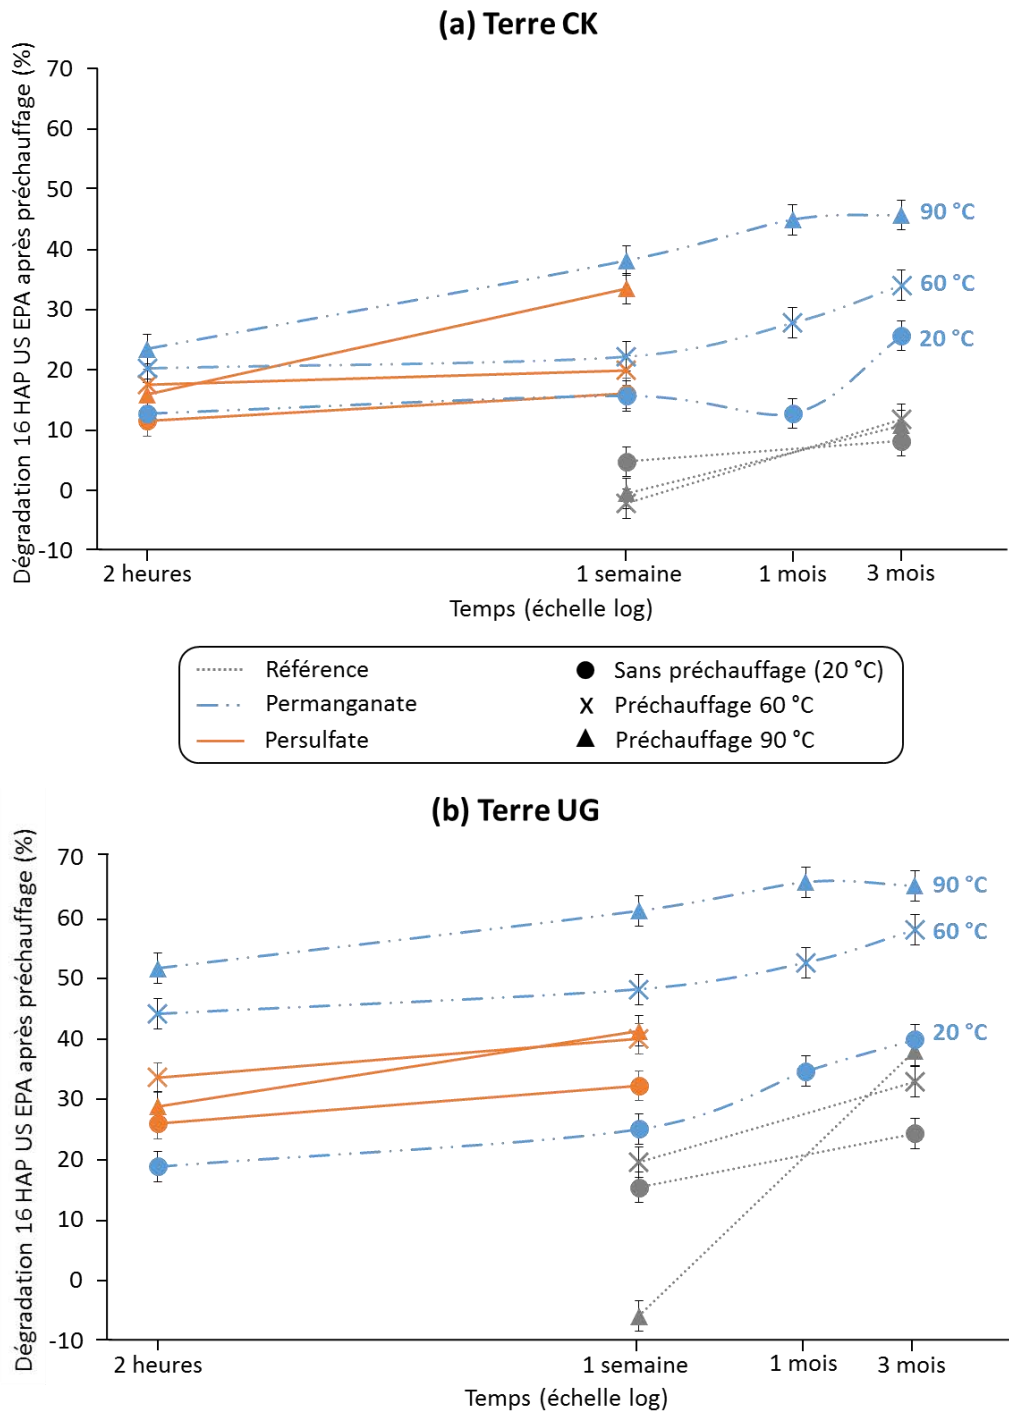 (a) Terre CK
Dégradation 16 HAP US EPA après préchauffage (%)
70
60
50
40
30
20
10
0
-10
90 °C
60 °C
20 °C
2 heures
1 semaine
1 mois
3 mois
Temps (échelle log)
Référence
Permanganate
Persulfate
Sans préchauffage (20 °C)
Préchauffage 60 °C
Préchauffage 90 °C
(b) Terre UG
Dégradation 16 HAP US EPA après préchauffage (%)
70
60
50
40
30
20
10
0
-10
90 °C
60 °C
20 °C
2 heures
1 semaine
1 mois
3 mois
Temps (échelle log)